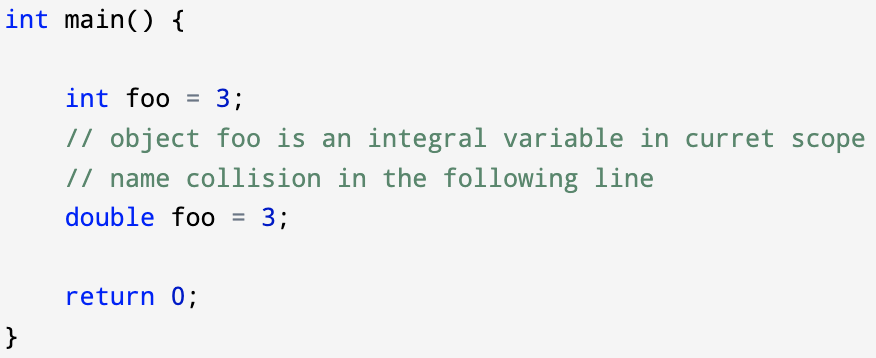 int main() {
    int foo = 3;
    // object foo is an integral variable in curret scope
    // name collision in the following line
    double foo = 3;
    return 0;
}